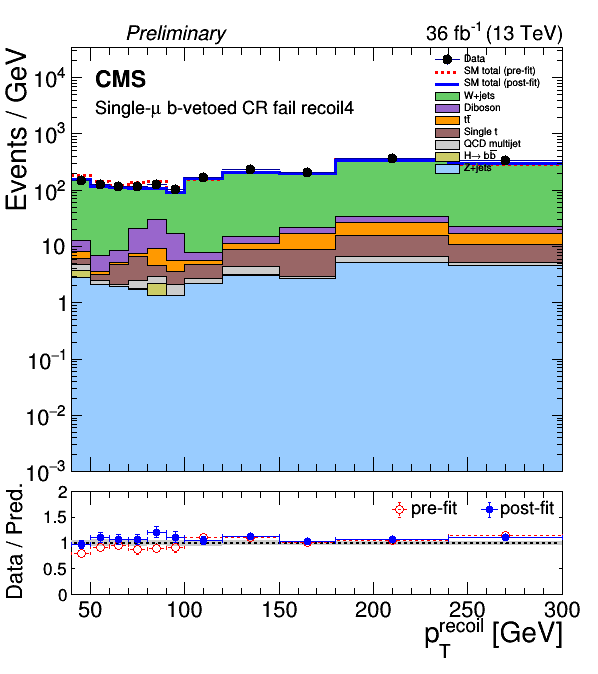 Preliminary 36 fb⁻¹ (13 TeV)
Events / GeV
CMS
Single-μ b-vetoed CR fail recoil4
Data
SM total (pre-fit)
SM total (post-fit)
W+jets
Diboson
tt̅
Single t
QCD multijet
H→ bb̅
Z+jets
10⁴
10³
10²
10
1
10⁻¹
10⁻²
10⁻³
Data / Pred.
pre-fit post-fit
2
1.5
1
0.5
0
50 100 150 200 250 300
p_T^recoil [GeV]